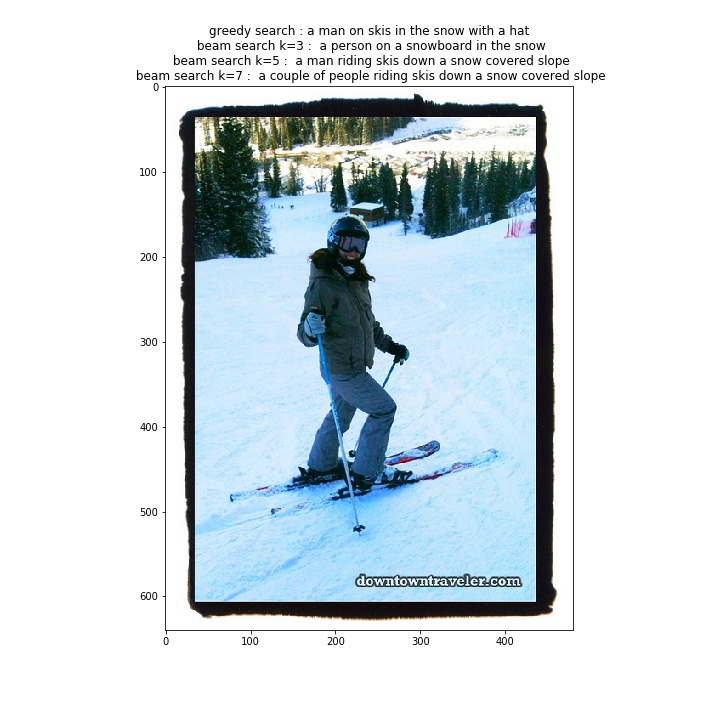 greedy search : a man on skis in the snow with a hat
beam search k=3 :  a person on a snowboard in the snow
beam search k=5 :  a man riding skis down a snow covered slope
beam search k=7 :  a couple of people riding skis down a snow covered slope
0
100
200
300
400
500
600
downtowntraveler.com
0 100 200 300 400